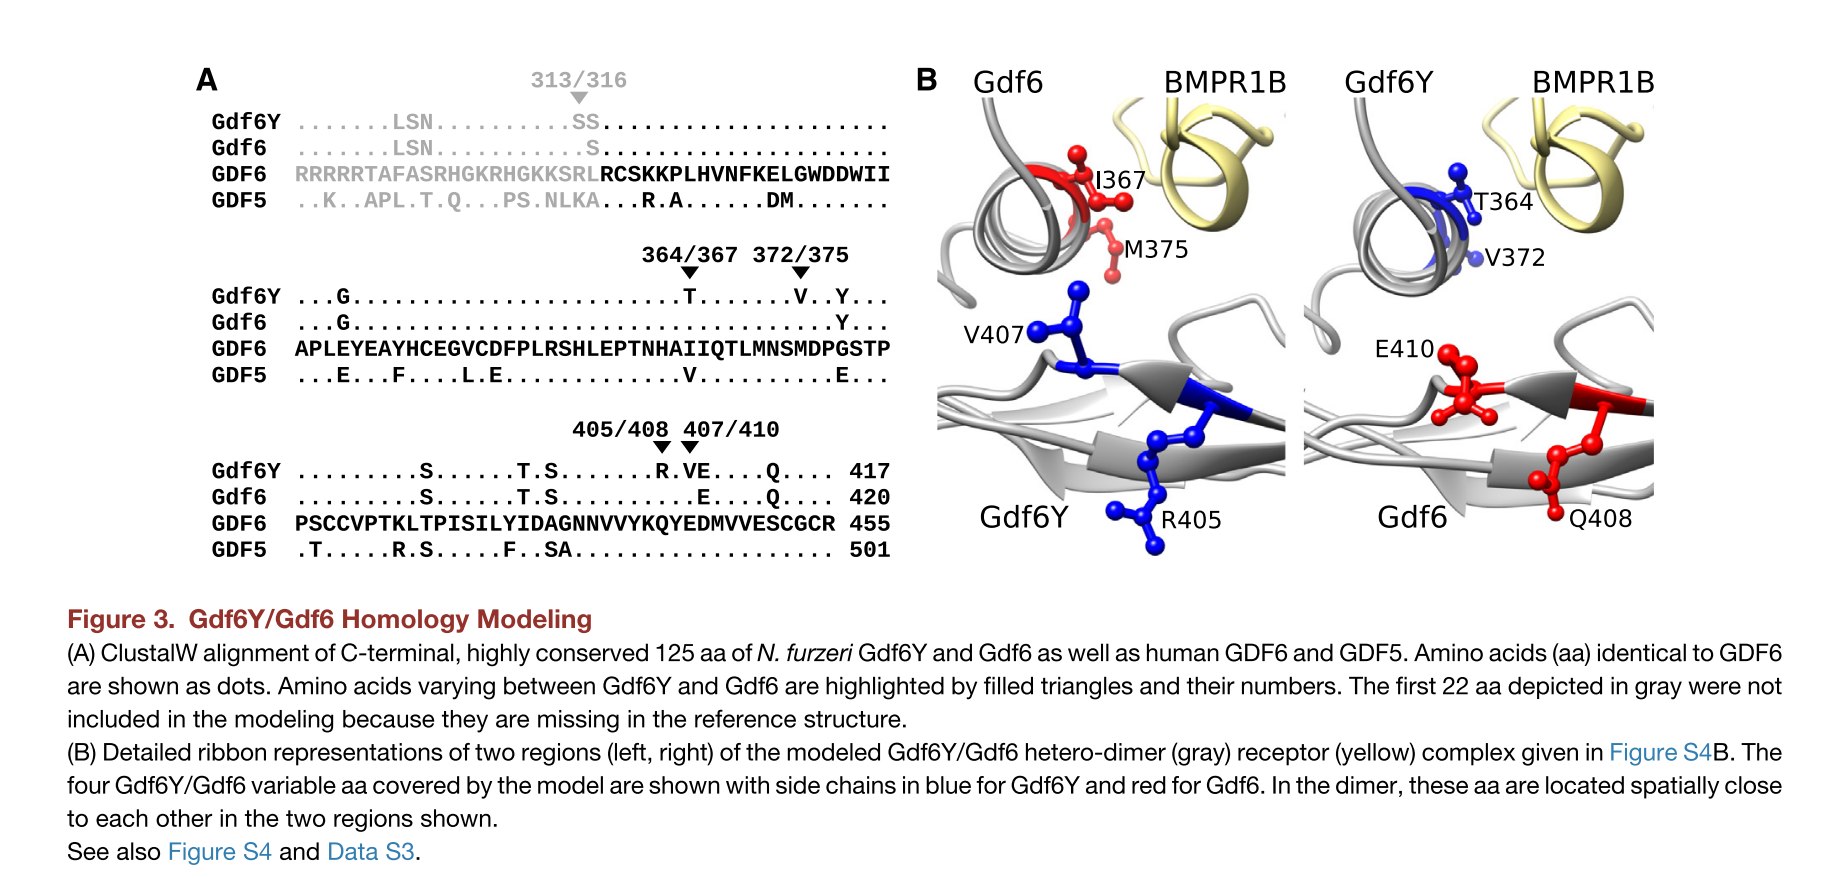 A
313/316
Gdf6Y .......LSN..........SS.....................
Gdf6 .......LSN...........S.....................
GDF6 RRRRRTAFASRHGKRHGKKSRLRCSKKPLHVNFKELGWDDWII
GDF5 ..K..APL.T.Q...PS.NLKA...R.A......DM.......
364/367 372/375
Gdf6Y ...G........................T.......V..Y...
Gdf6 ...G...................................Y...
GDF6 APLEYEAYHCEGVCDFPLRSHLEPTNHAIIQTLMNSMDPGSTP
GDF5 ...E...F....L.E.............V..........E...
405/408 407/410
Gdf6Y .........S......T.S.......R.VE....Q.... 417
Gdf6 .........S......T.S..........E....Q.... 420
GDF6 PSCCVPTKLTPISILYIDAGNNVVYKQYEDMVVESCGCR 455
GDF5 .T.....R.S.....F..SA................... 501
B
Gdf6 BMPR1B
I367
M375
V407
Gdf6Y
R405
Gdf6Y BMPR1B
T364
V372
E410
Gdf6
Q408
Figure 3. Gdf6Y/Gdf6 Homology Modeling
(A) ClustalW alignment of C-terminal, highly conserved 125 aa of N. furzeri Gdf6Y and Gdf6 as well as human GDF6 and GDF5. Amino acids (aa) identical to GDF6
are shown as dots. Amino acids varying between Gdf6Y and Gdf6 are highlighted by filled triangles and their numbers. The first 22 aa depicted in gray were not
included in the modeling because they are missing in the reference structure.
(B) Detailed ribbon representations of two regions (left, right) of the modeled Gdf6Y/Gdf6 hetero-dimer (gray) receptor (yellow) complex given in Figure S4B. The
four Gdf6Y/Gdf6 variable aa covered by the model are shown with side chains in blue for Gdf6Y and red for Gdf6. In the dimer, these aa are located spatially close
to each other in the two regions shown.
See also Figure S4 and Data S3.